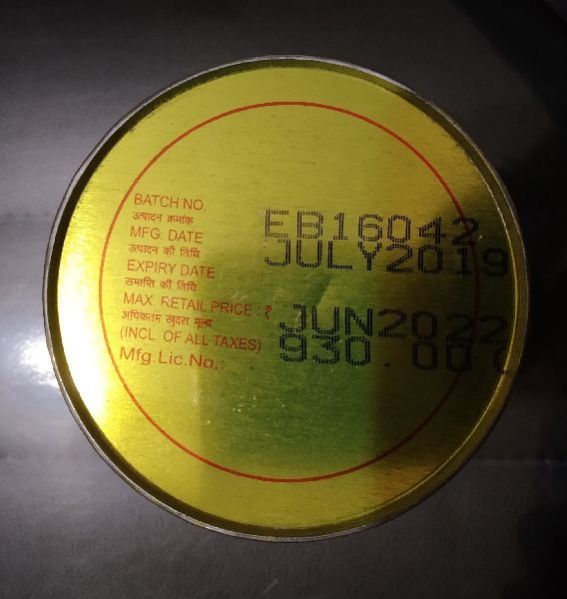 BATCH NO.
उत्पादन क्रमांक
EB16042
MFG. DATE
उत्पादन की तिथि
JULY2019
EXPIRY DATE
समाप्ति की तिथि
JUN2022
MAX. RETAIL PRICE : ₹
अधिकतम खुदरा मूल्य
930.00
(INCL. OF ALL TAXES)
Mfg.Lic.No.: